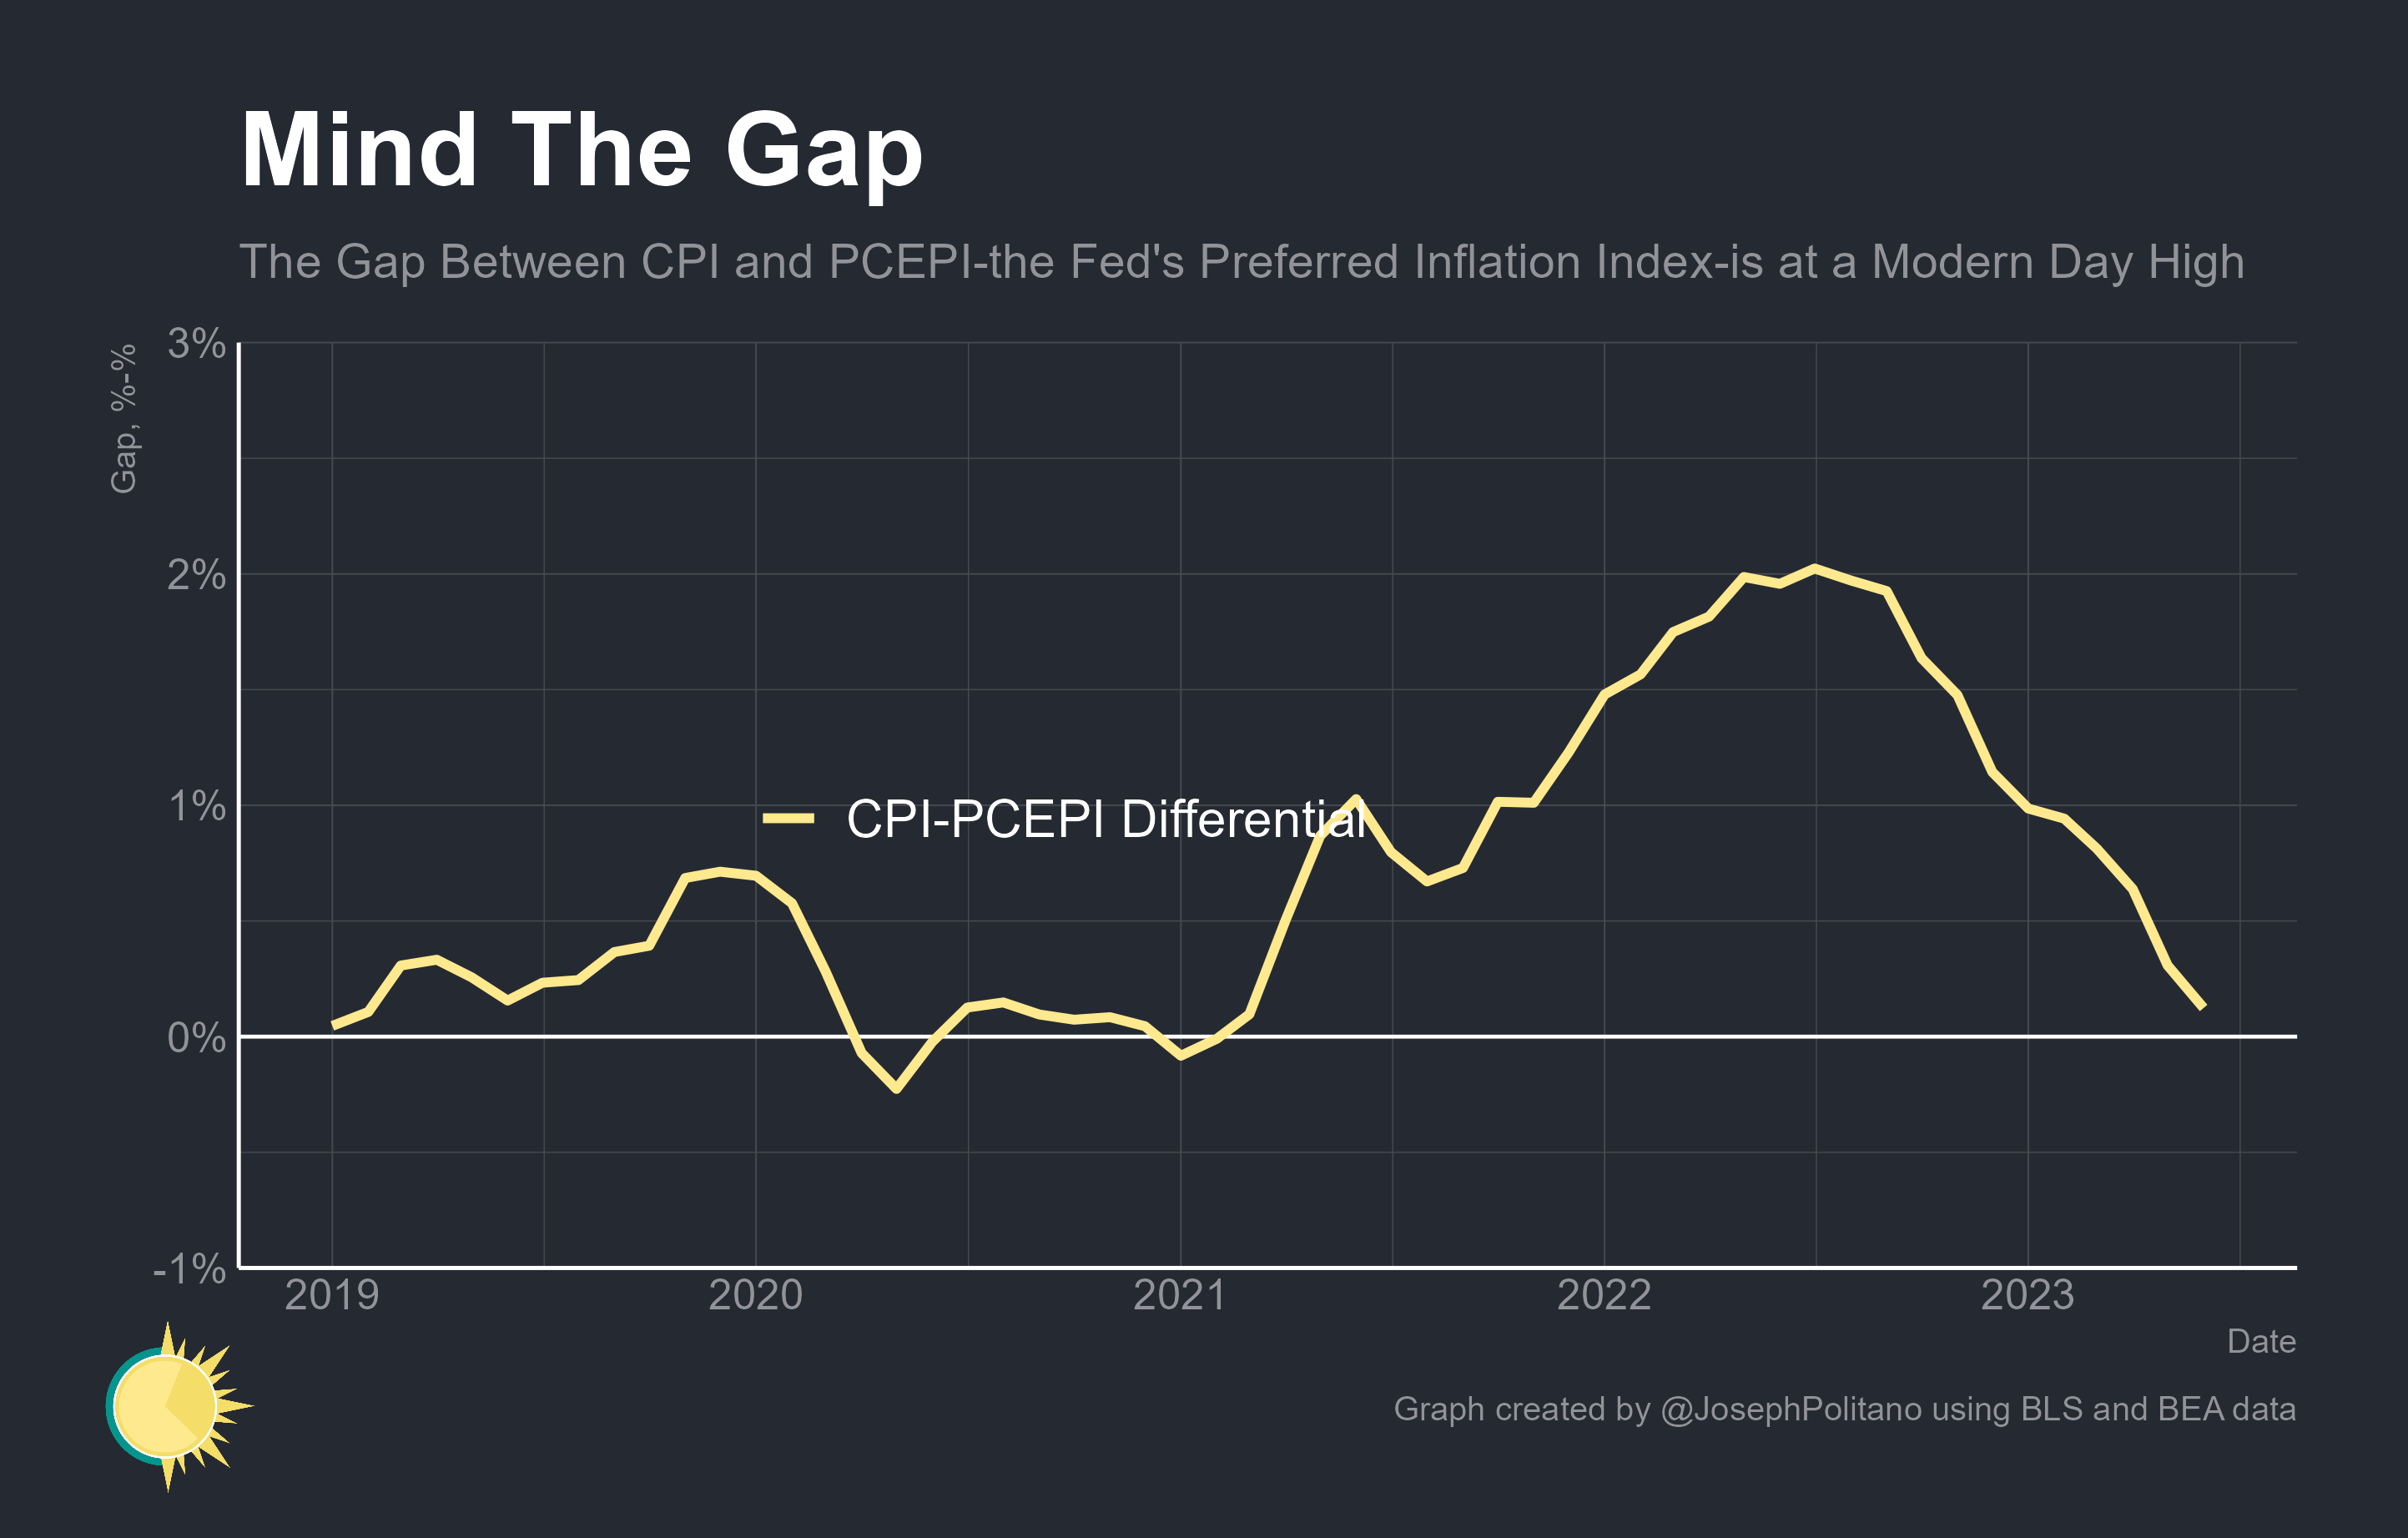 Mind The Gap
The Gap Between CPI and PCEPI-the Fed's Preferred Inflation Index-is at a Modern Day High
Gap, %-%
3%
2%
1%
0%
-1%
CPI-PCEPI Differential
2019 2020 2021 2022 2023
Date
Graph created by @JosephPolitano using BLS and BEA data